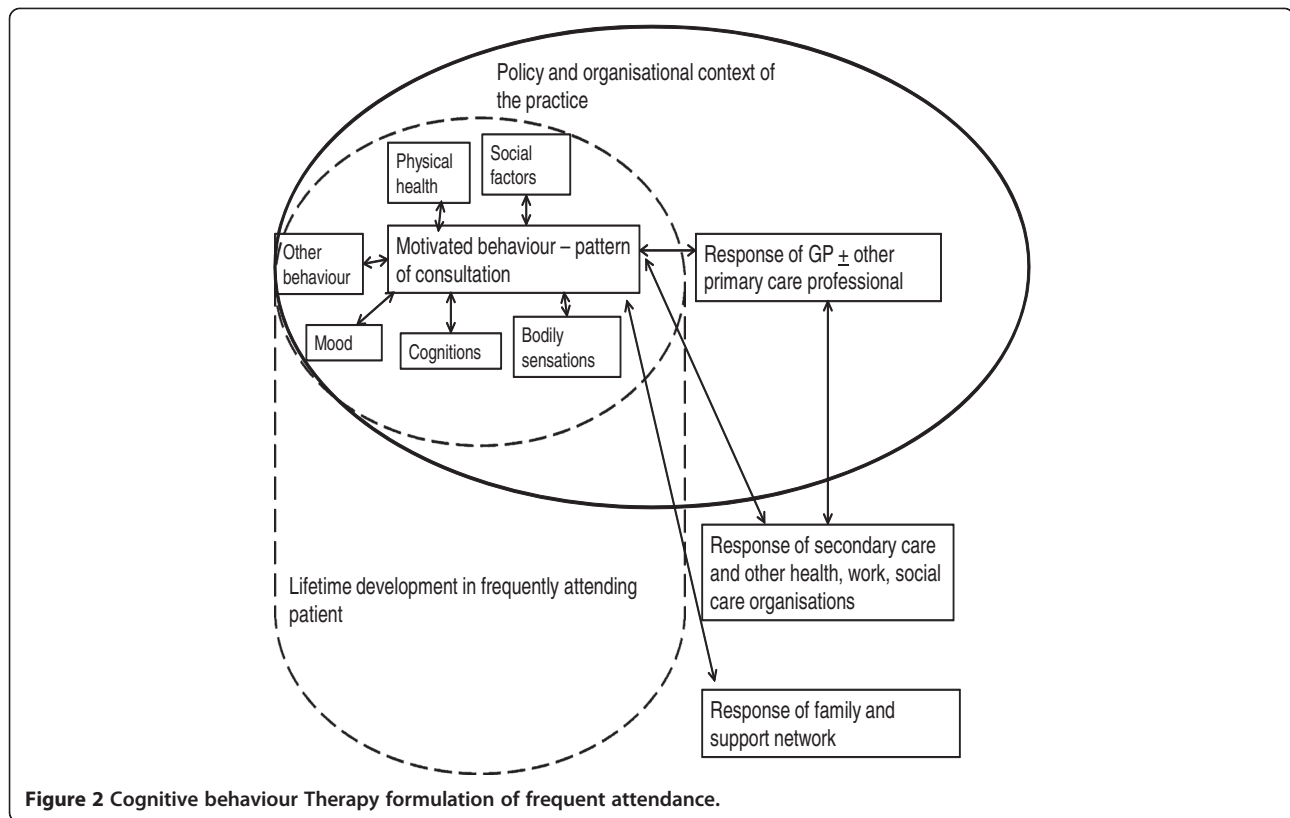 Policy and organisational context of
the practice
Physical
health
Social
factors
Other
behaviour
Motivated behaviour – pattern
of consultation
Response of GP ± other
primary care professional
Mood
Cognitions
Bodily
sensations
Response of secondary care
and other health, work, social
care organisations
Lifetime development in frequently attending
patient
Response of family and
support network
Figure 2 Cognitive behaviour Therapy formulation of frequent attendance.